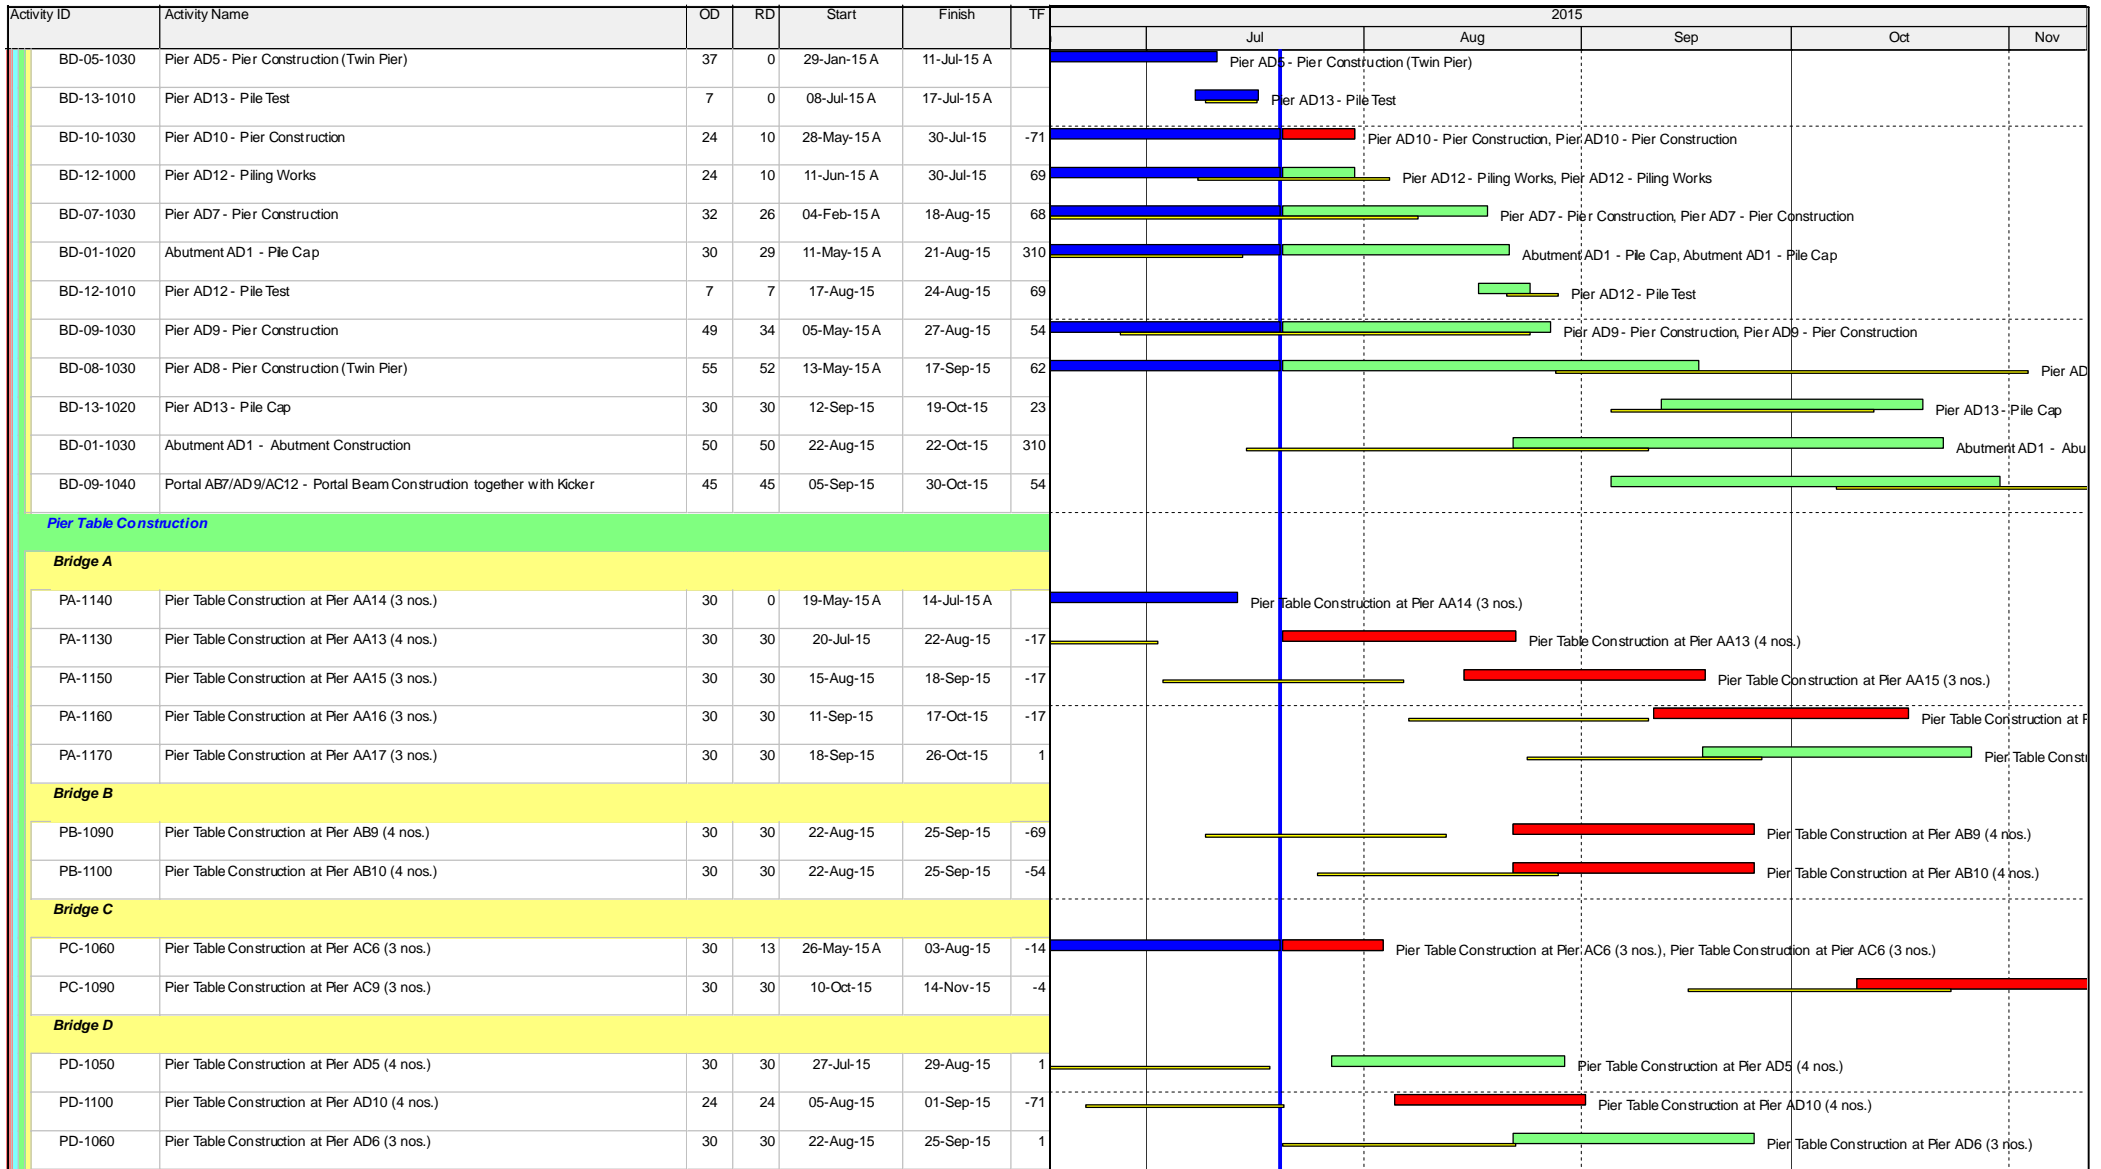 Activity ID Activity Name OD RD Start Finish TF 2015
Jul Aug Sep Oct Nov
BD-05-1030 Pier AD5 - Pier Construction (Twin Pier) 37 0 29-Jan-15 A 11-Jul-15 A Pier AD5 - Pier Construction (Twin Pier)
BD-13-1010 Pier AD13 - Pile Test 7 0 08-Jul-15 A 17-Jul-15 A Pier AD13 - Pile Test
BD-10-1030 Pier AD10 - Pier Construction 24 10 28-May-15 A 30-Jul-15 -71 Pier AD10 - Pier Construction, Pier AD10 - Pier Construction
BD-12-1000 Pier AD12 - Piling Works 24 10 11-Jun-15 A 30-Jul-15 69 Pier AD12 - Piling Works, Pier AD12 - Piling Works
BD-07-1030 Pier AD7 - Pier Construction 32 26 04-Feb-15 A 18-Aug-15 68 Pier AD7 - Pier Construction, Pier AD7 - Pier Construction
BD-01-1020 Abutment AD1 - Pile Cap 30 29 11-May-15 A 21-Aug-15 310 Abutment AD1 - Pile Cap, Abutment AD1 - Pile Cap
BD-12-1010 Pier AD12 - Pile Test 7 7 17-Aug-15 24-Aug-15 69 Pier AD12 - Pile Test
BD-09-1030 Pier AD9 - Pier Construction 49 34 05-May-15 A 27-Aug-15 54 Pier AD9 - Pier Construction, Pier AD9 - Pier Construction
BD-08-1030 Pier AD8 - Pier Construction (Twin Pier) 55 52 13-May-15 A 17-Sep-15 62 Pier AD
BD-13-1020 Pier AD13 - Pile Cap 30 30 12-Sep-15 19-Oct-15 23 Pier AD13 - Pile Cap
BD-01-1030 Abutment AD1 - Abutment Construction 50 50 22-Aug-15 22-Oct-15 310 Abutment AD1 - Abu
BD-09-1040 Portal AB7/AD9/AC12 - Portal Beam Construction together with Kicker 45 45 05-Sep-15 30-Oct-15 54
Pier Table Construction
Bridge A
PA-1140 Pier Table Construction at Pier AA14 (3 nos.) 30 0 19-May-15 A 14-Jul-15 A Pier Table Construction at Pier AA14 (3 nos.)
PA-1130 Pier Table Construction at Pier AA13 (4 nos.) 30 30 20-Jul-15 22-Aug-15 -17 Pier Table Construction at Pier AA13 (4 nos.)
PA-1150 Pier Table Construction at Pier AA15 (3 nos.) 30 30 15-Aug-15 18-Sep-15 -17 Pier Table Construction at Pier AA15 (3 nos.)
PA-1160 Pier Table Construction at Pier AA16 (3 nos.) 30 30 11-Sep-15 17-Oct-15 -17 Pier Table Construction at P
PA-1170 Pier Table Construction at Pier AA17 (3 nos.) 30 30 18-Sep-15 26-Oct-15 1 Pier Table Constr
Bridge B
PB-1090 Pier Table Construction at Pier AB9 (4 nos.) 30 30 22-Aug-15 25-Sep-15 -69 Pier Table Construction at Pier AB9 (4 nos.)
PB-1100 Pier Table Construction at Pier AB10 (4 nos.) 30 30 22-Aug-15 25-Sep-15 -54 Pier Table Construction at Pier AB10 (4 nos.)
Bridge C
PC-1060 Pier Table Construction at Pier AC6 (3 nos.) 30 13 26-May-15 A 03-Aug-15 -14 Pier Table Construction at Pier AC6 (3 nos.), Pier Table Construction at Pier AC6 (3 nos.)
PC-1090 Pier Table Construction at Pier AC9 (3 nos.) 30 30 10-Oct-15 14-Nov-15 -4
Bridge D
PD-1050 Pier Table Construction at Pier AD5 (4 nos.) 30 30 27-Jul-15 29-Aug-15 1 Pier Table Construction at Pier AD5 (4 nos.)
PD-1100 Pier Table Construction at Pier AD10 (4 nos.) 24 24 05-Aug-15 01-Sep-15 -71 Pier Table Construction at Pier AD10 (4 nos.)
PD-1060 Pier Table Construction at Pier AD6 (3 nos.) 30 30 22-Aug-15 25-Sep-15 1 Pier Table Construction at Pier AD6 (3 nos.)